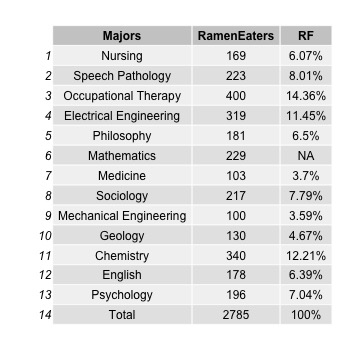 Majors RamenEaters RF
1 Nursing 169 6.07%
2 Speech Pathology 223 8.01%
3 Occupational Therapy 400 14.36%
4 Electrical Engineering 319 11.45%
5 Philosophy 181 6.5%
6 Mathematics 229 NA
7 Medicine 103 3.7%
8 Sociology 217 7.79%
9 Mechanical Engineering 100 3.59%
10 Geology 130 4.67%
11 Chemistry 340 12.21%
12 English 178 6.39%
13 Psychology 196 7.04%
14 Total 2785 100%